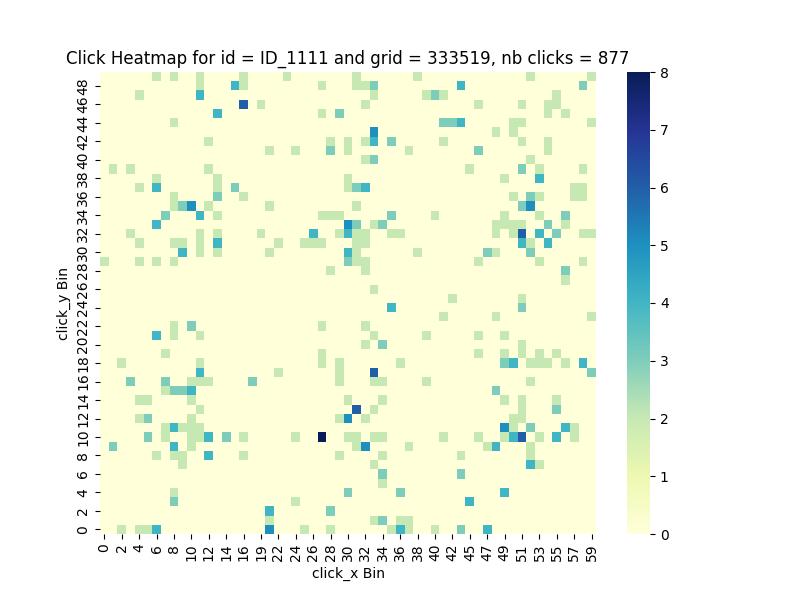 Click Heatmap for id = ID_1111 and grid = 333519, nb clicks = 877
click_y Bin
0 2 4 6 8 10 12 14 16 18 20 22 24 26 28 30 32 34 36 38 40 42 44 46 48
0 2 4 6 8 10 12 14 16 19 21 22 24 26 28 30 32 34 36 38 40 42 44 45 47 49 51 53 55 57 59
click_x Bin
8
7
6
5
4
3
2
1
0